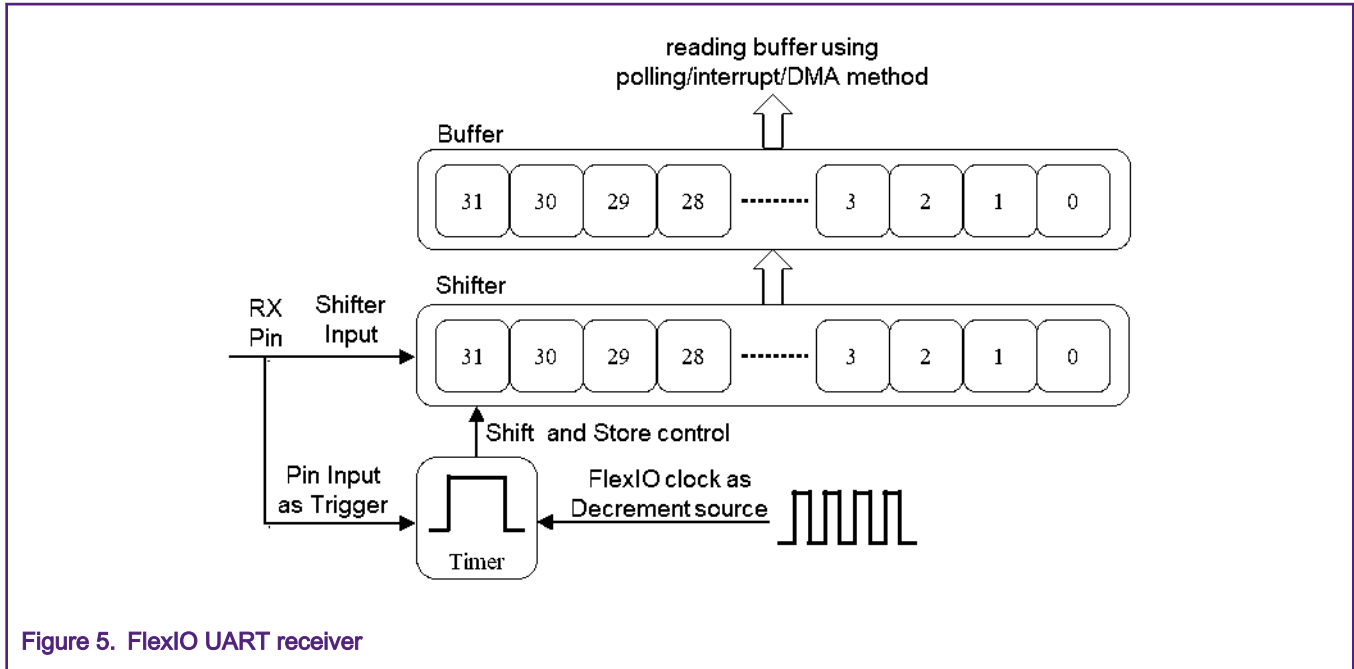 reading buffer using
polling/interrupt/DMA method
Buffer
31 30 29 28 3 2 1 0
Shifter
RX
Pin
Shifter
Input
31 30 29 28 3 2 1 0
Shift and Store control
Pin Input
as Trigger
FlexIO clock as
Decrement source
Timer
Figure 5. FlexIO UART receiver